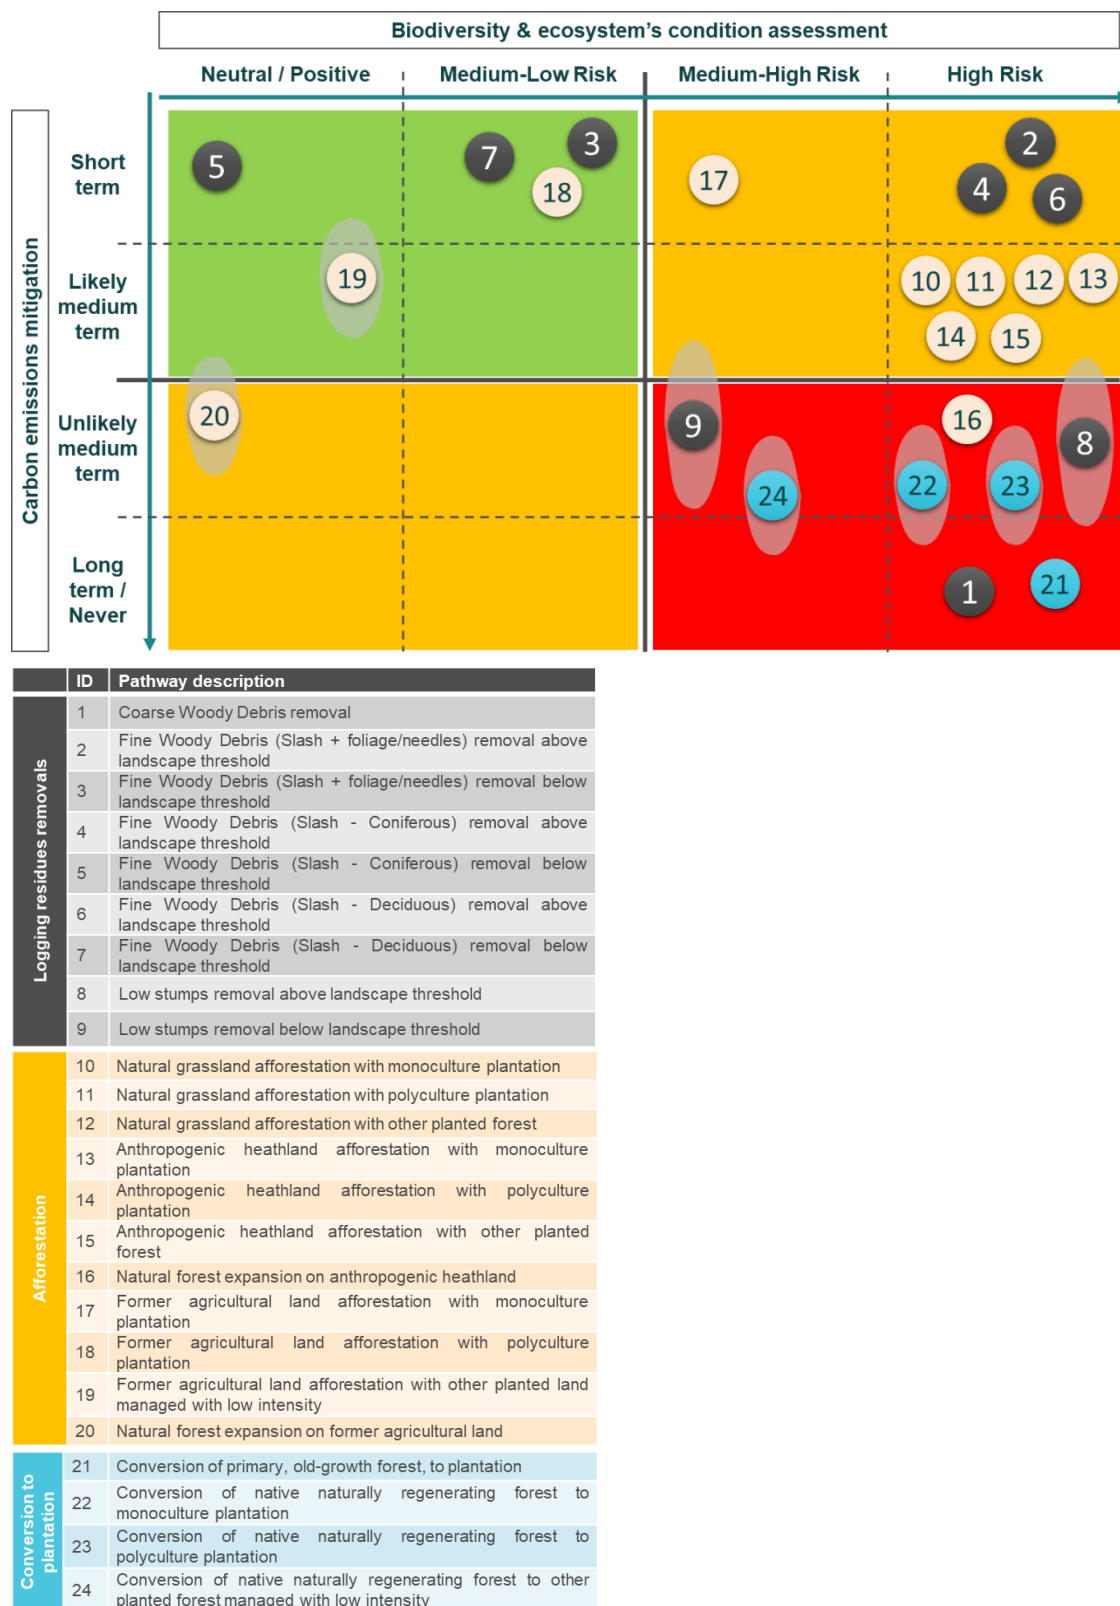 Biodiversity & ecosystem's condition assessment
Neutral / Positive
Medium-Low Risk
Medium-High Risk
High Risk
Carbon emissions mitigation
Short
term
5
7
3
18
17
2
4
6
Likely
medium
term
19
10
11
12
13
14
15
Unlikely
medium
term
20
9
24
16
22
23
8
Long
term /
Never
1
21
ID Pathway description
Logging residues removals
1 Coarse Woody Debris removal
2 Fine Woody Debris (Slash + foliage/needles) removal above
landscape threshold
3 Fine Woody Debris (Slash + foliage/needles) removal below
landscape threshold
4 Fine Woody Debris (Slash - Coniferous) removal above
landscape threshold
5 Fine Woody Debris (Slash - Coniferous) removal below
landscape threshold
6 Fine Woody Debris (Slash - Deciduous) removal above
landscape threshold
7 Fine Woody Debris (Slash - Deciduous) removal below
landscape threshold
8 Low stumps removal above landscape threshold
9 Low stumps removal below landscape threshold
Afforestation
10 Natural grassland afforestation with monoculture plantation
11 Natural grassland afforestation with polyculture plantation
12 Natural grassland afforestation with other planted forest
13 Anthropogenic heathland afforestation with monoculture
plantation
14 Anthropogenic heathland afforestation with polyculture
plantation
15 Anthropogenic heathland afforestation with other planted
forest
16 Natural forest expansion on anthropogenic heathland
17 Former agricultural land afforestation with monoculture
plantation
18 Former agricultural land afforestation with polyculture
plantation
19 Former agricultural land afforestation with other planted land
managed with low intensity
20 Natural forest expansion on former agricultural land
Conversion to
plantation
21 Conversion of primary, old-growth forest, to plantation
22 Conversion of native naturally regenerating forest to
monoculture plantation
23 Conversion of native naturally regenerating forest to
polyculture plantation
24 Conversion of native naturally regenerating forest to other
planted forest managed with low intensity